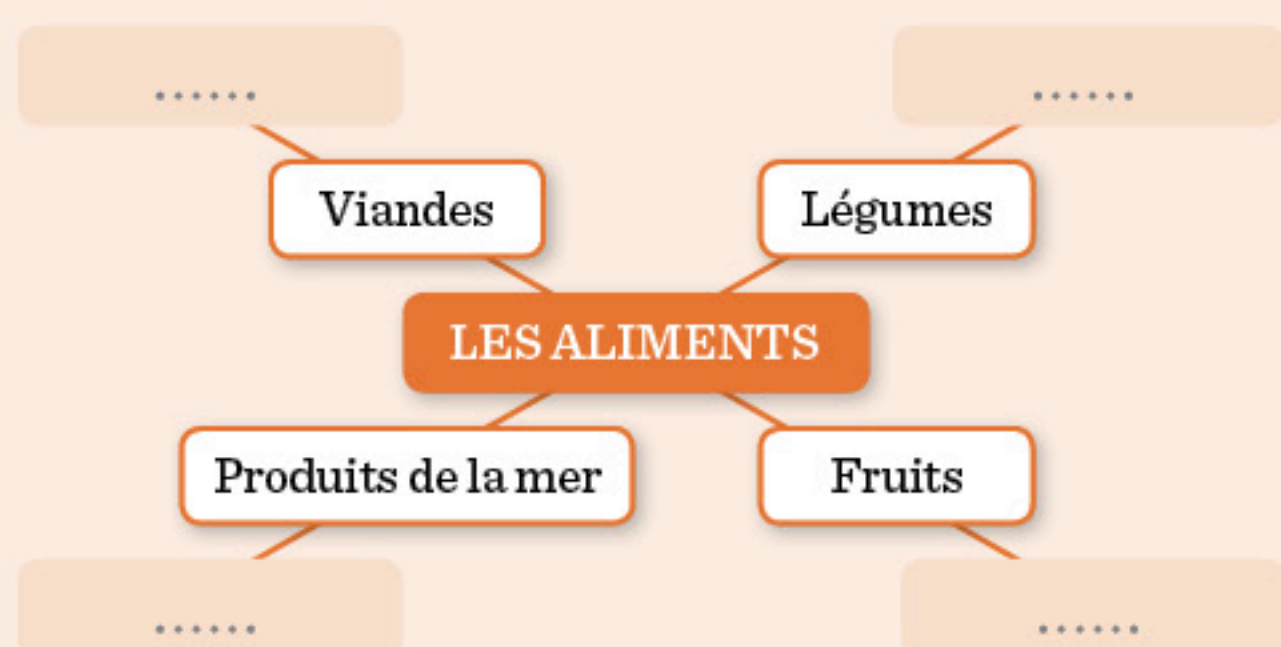 ......
......
Viandes
Légumes
LES ALIMENTS
Produits de la mer
Fruits
......
......